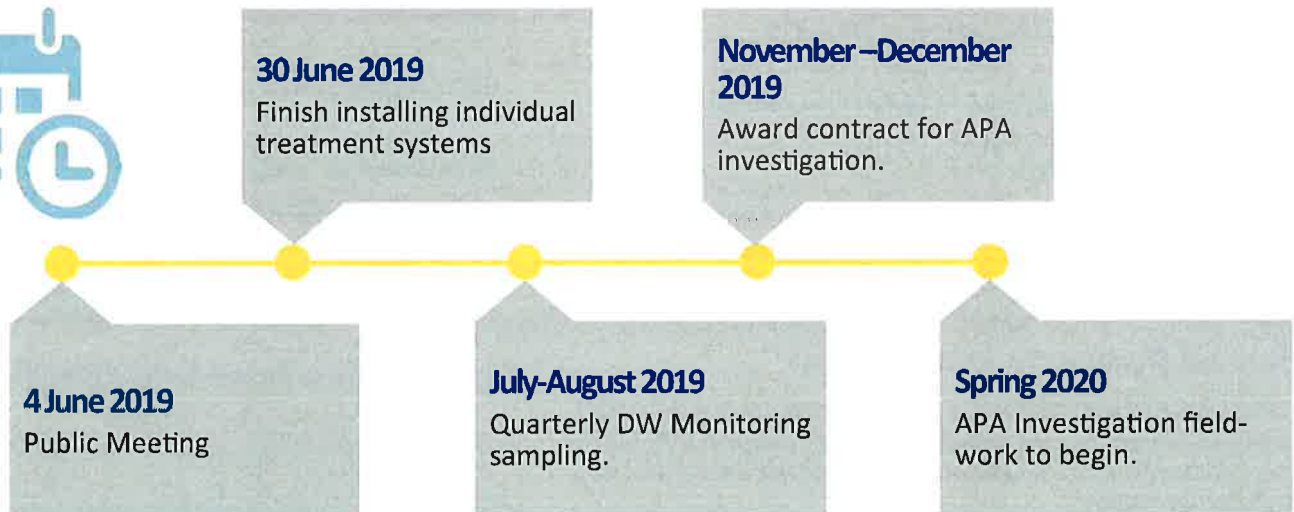 30 June 2019
Finish installing individual
treatment systems
November –December
2019
Award contract for APA
investigation.
4 June 2019
Public Meeting
July-August 2019
Quarterly DW Monitoring
sampling.
Spring 2020
APA Investigation field-
work to begin.